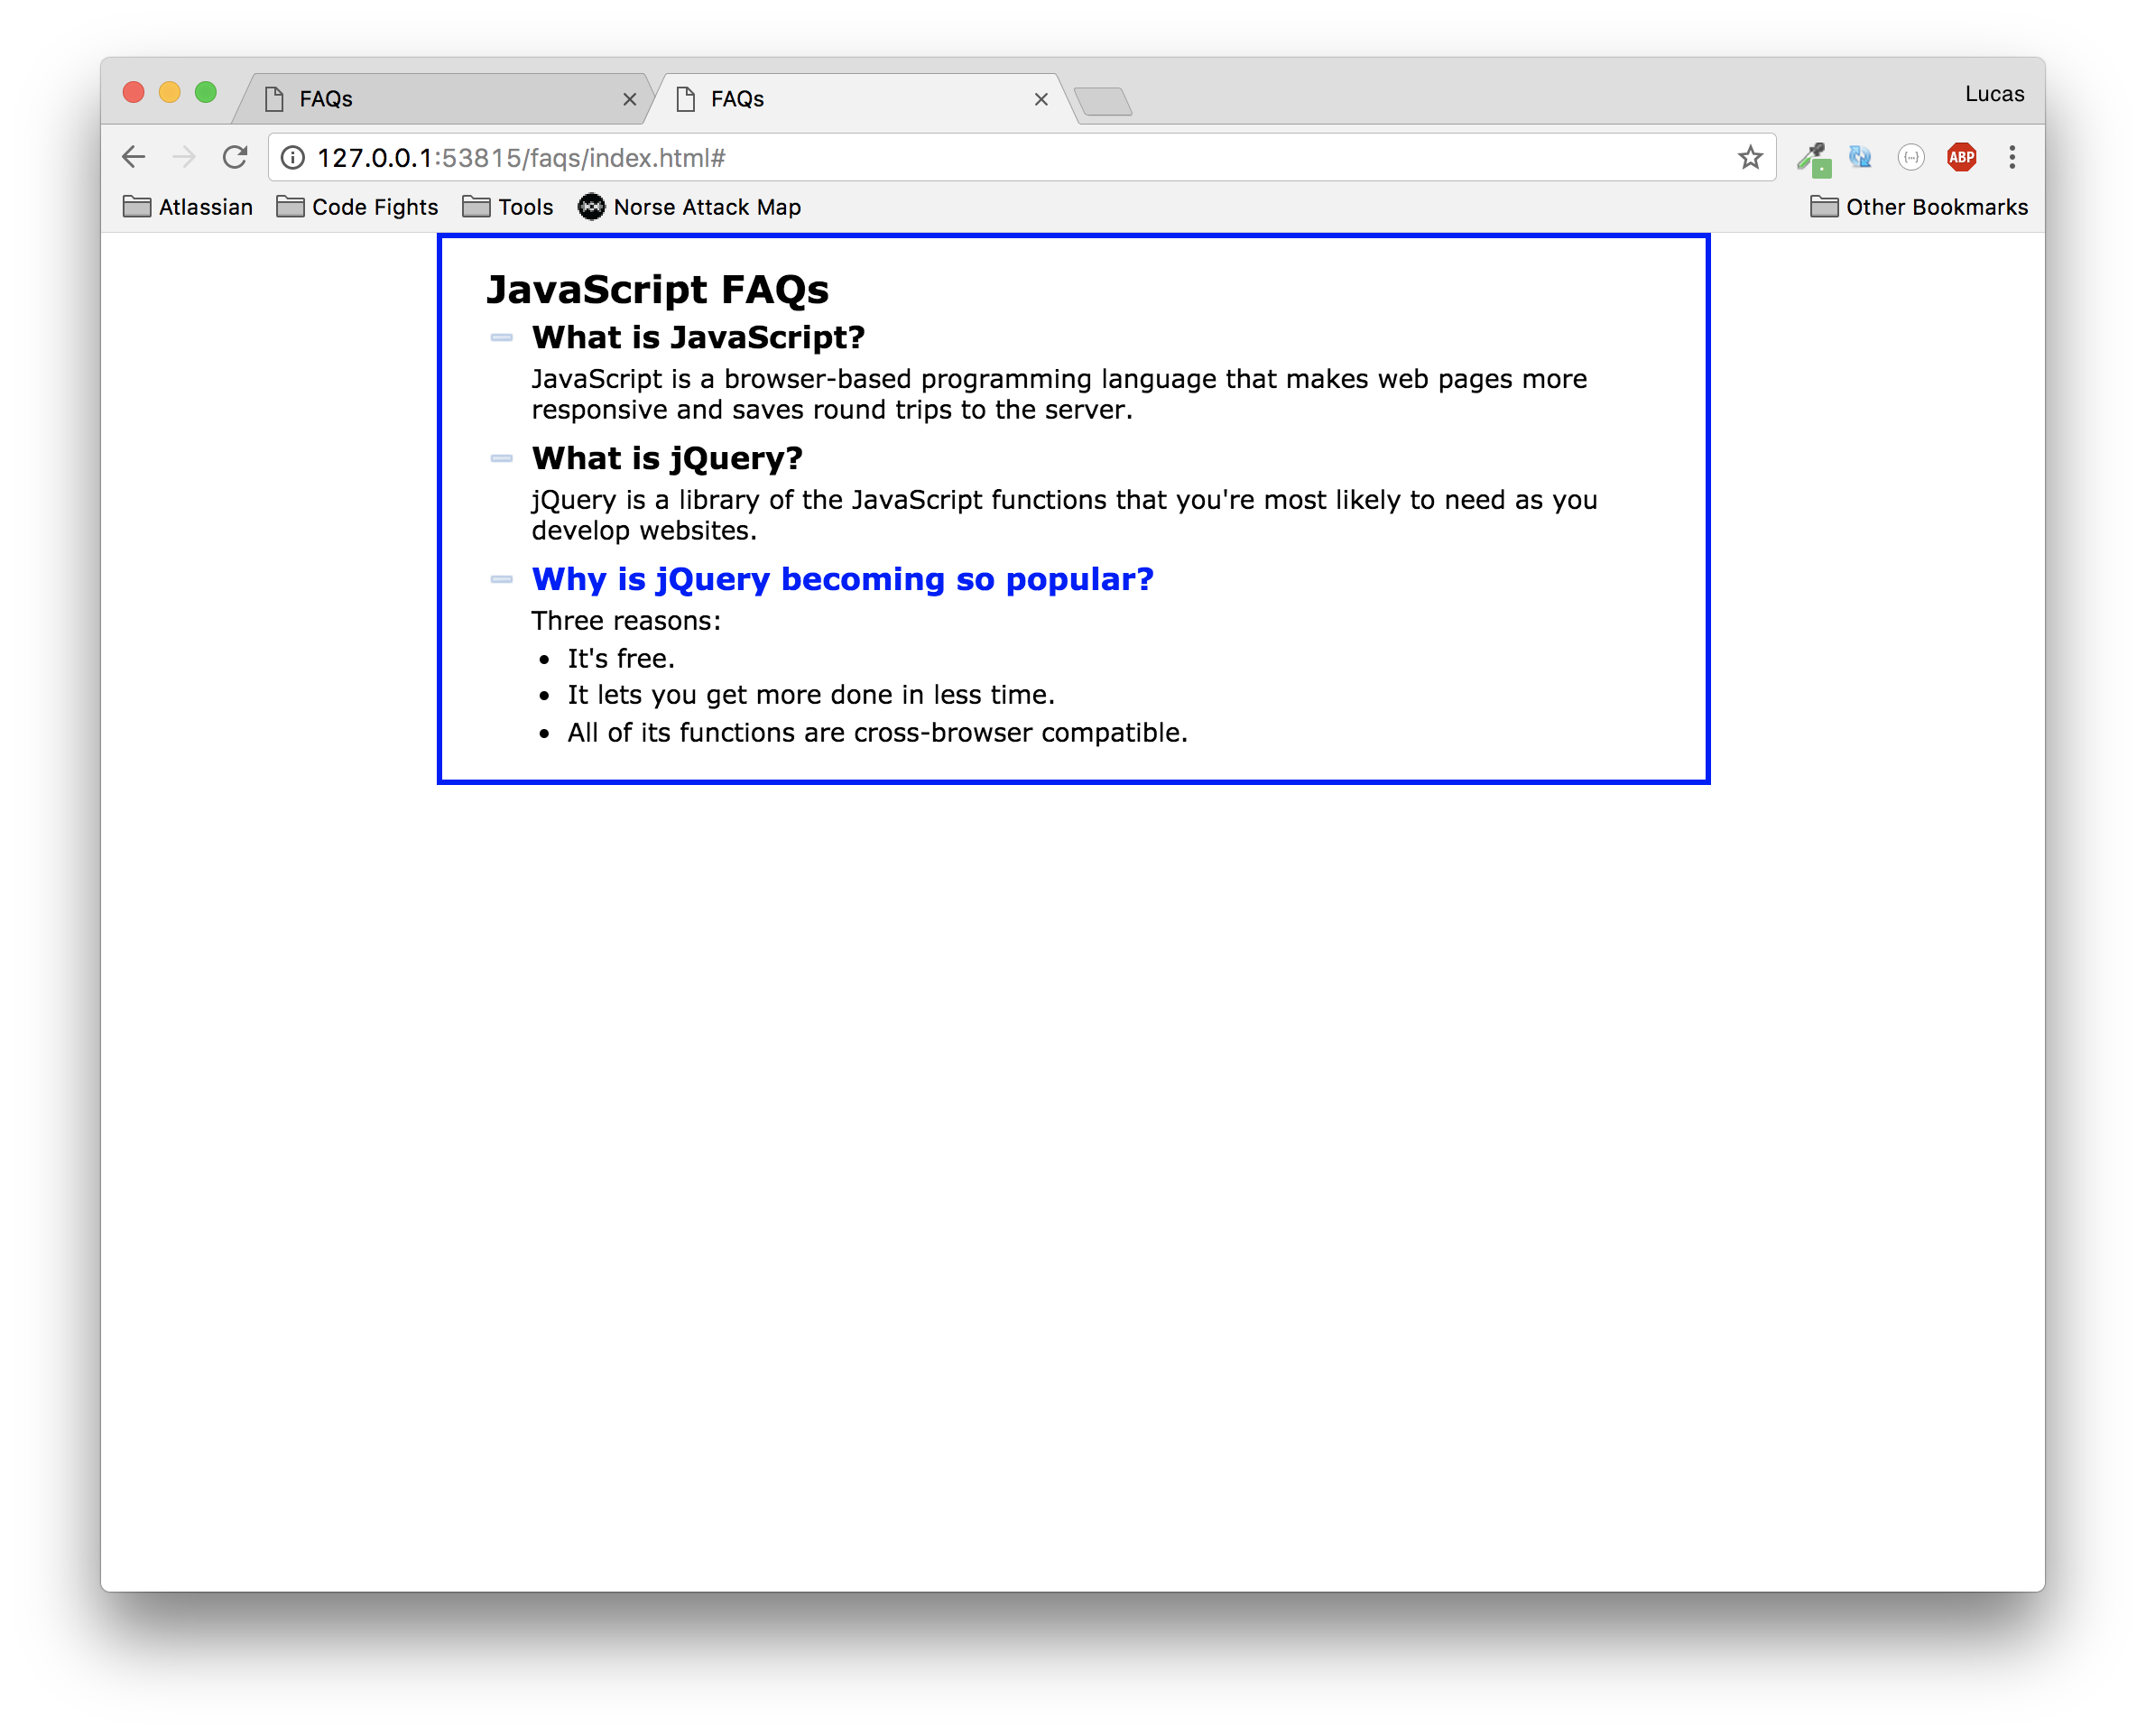 FAQs
FAQs
Lucas
127.0.0.1:53815/faqs/index.html#
ABP
Atlassian
Code Fights
Tools
Norse Attack Map
Other Bookmarks
JavaScript FAQs
What is JavaScript?
JavaScript is a browser-based programming language that makes web pages more
responsive and saves round trips to the server.
What is jQuery?
jQuery is a library of the JavaScript functions that you're most likely to need as you
develop websites.
Why is jQuery becoming so popular?
Three reasons:
• It's free.
• It lets you get more done in less time.
• All of its functions are cross-browser compatible.